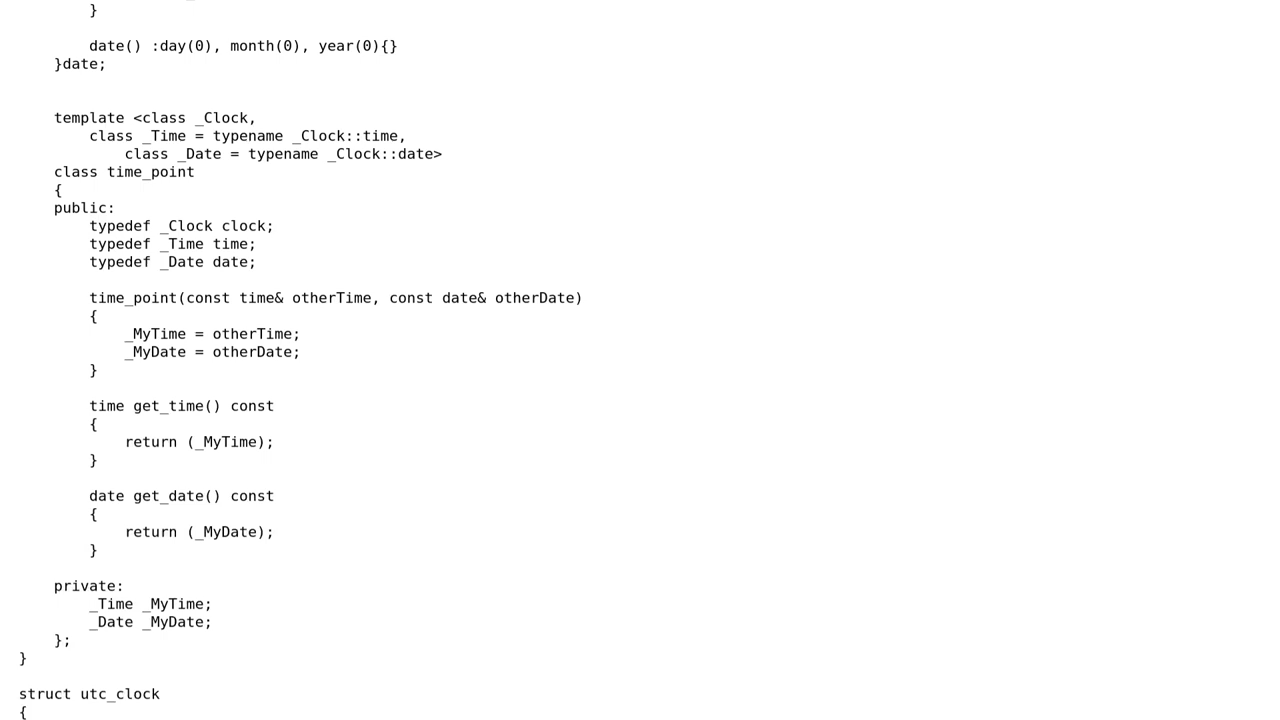 }
date() :day(0), month(0), year(0){}
}date;
template <class _Clock,
class _Time = typename _Clock::time,
class _Date = typename _Clock::date>
class time_point
{
public:
typedef _Clock clock;
typedef _Time time;
typedef _Date date;
time_point(const time& otherTime, const date& otherDate)
{
_MyTime = otherTime;
_MyDate = otherDate;
}
time get_time() const
{
return (_MyTime);
}
date get_date() const
{
return (_MyDate);
}
private:
_Time _MyTime;
_Date _MyDate;
};
}
struct utc_clock
{